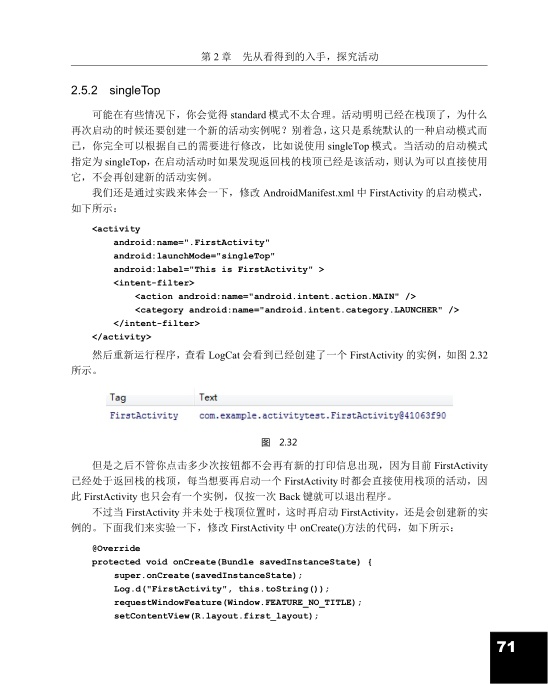 第 2 章 先从看得到的入手，探究活动
2.5.2 singleTop
可能在有些情况下，你会觉得 standard 模式不太合理。活动明明已经在栈顶了，为什么
再次启动的时候还要创建一个新的活动实例呢？别着急，这只是系统默认的一种启动模式而
已，你完全可以根据自己的需要进行修改，比如说使用 singleTop 模式。当活动的启动模式
指定为 singleTop，在启动活动时如果发现返回栈的栈顶已经是该活动，则认为可以直接使用
它，不会再创建新的活动实例。
我们还是通过实践来体会一下，修改 AndroidManifest.xml 中 FirstActivity 的启动模式，
如下所示：
<activity
android:name=".FirstActivity"
android:launchMode="singleTop"
android:label="This is FirstActivity" >
<intent-filter>
<action android:name="android.intent.action.MAIN" />
<category android:name="android.intent.category.LAUNCHER" />
</intent-filter>
</activity>
然后重新运行程序，查看 LogCat 会看到已经创建了一个 FirstActivity 的实例，如图 2.32
所示。
Tag Text
FirstActivity com.example.activitytest.FirstActivity@41063f90
图 2.32
但是之后不管你点击多少次按钮都不会再有新的打印信息出现，因为目前 FirstActivity
已经处于返回栈的栈顶，每当想要再启动一个 FirstActivity 时都会直接使用栈顶的活动，因
此 FirstActivity 也只会有一个实例，仅按一次 Back 键就可以退出程序。
不过当 FirstActivity 并未处于栈顶位置时，这时再启动 FirstActivity，还是会创建新的实
例的。下面我们来实验一下，修改 FirstActivity 中 onCreate()方法的代码，如下所示：
@Override
protected void onCreate(Bundle savedInstanceState) {
super.onCreate(savedInstanceState);
Log.d("FirstActivity", this.toString());
requestWindowFeature(Window.FEATURE_NO_TITLE);
setContentView(R.layout.first_layout);
71